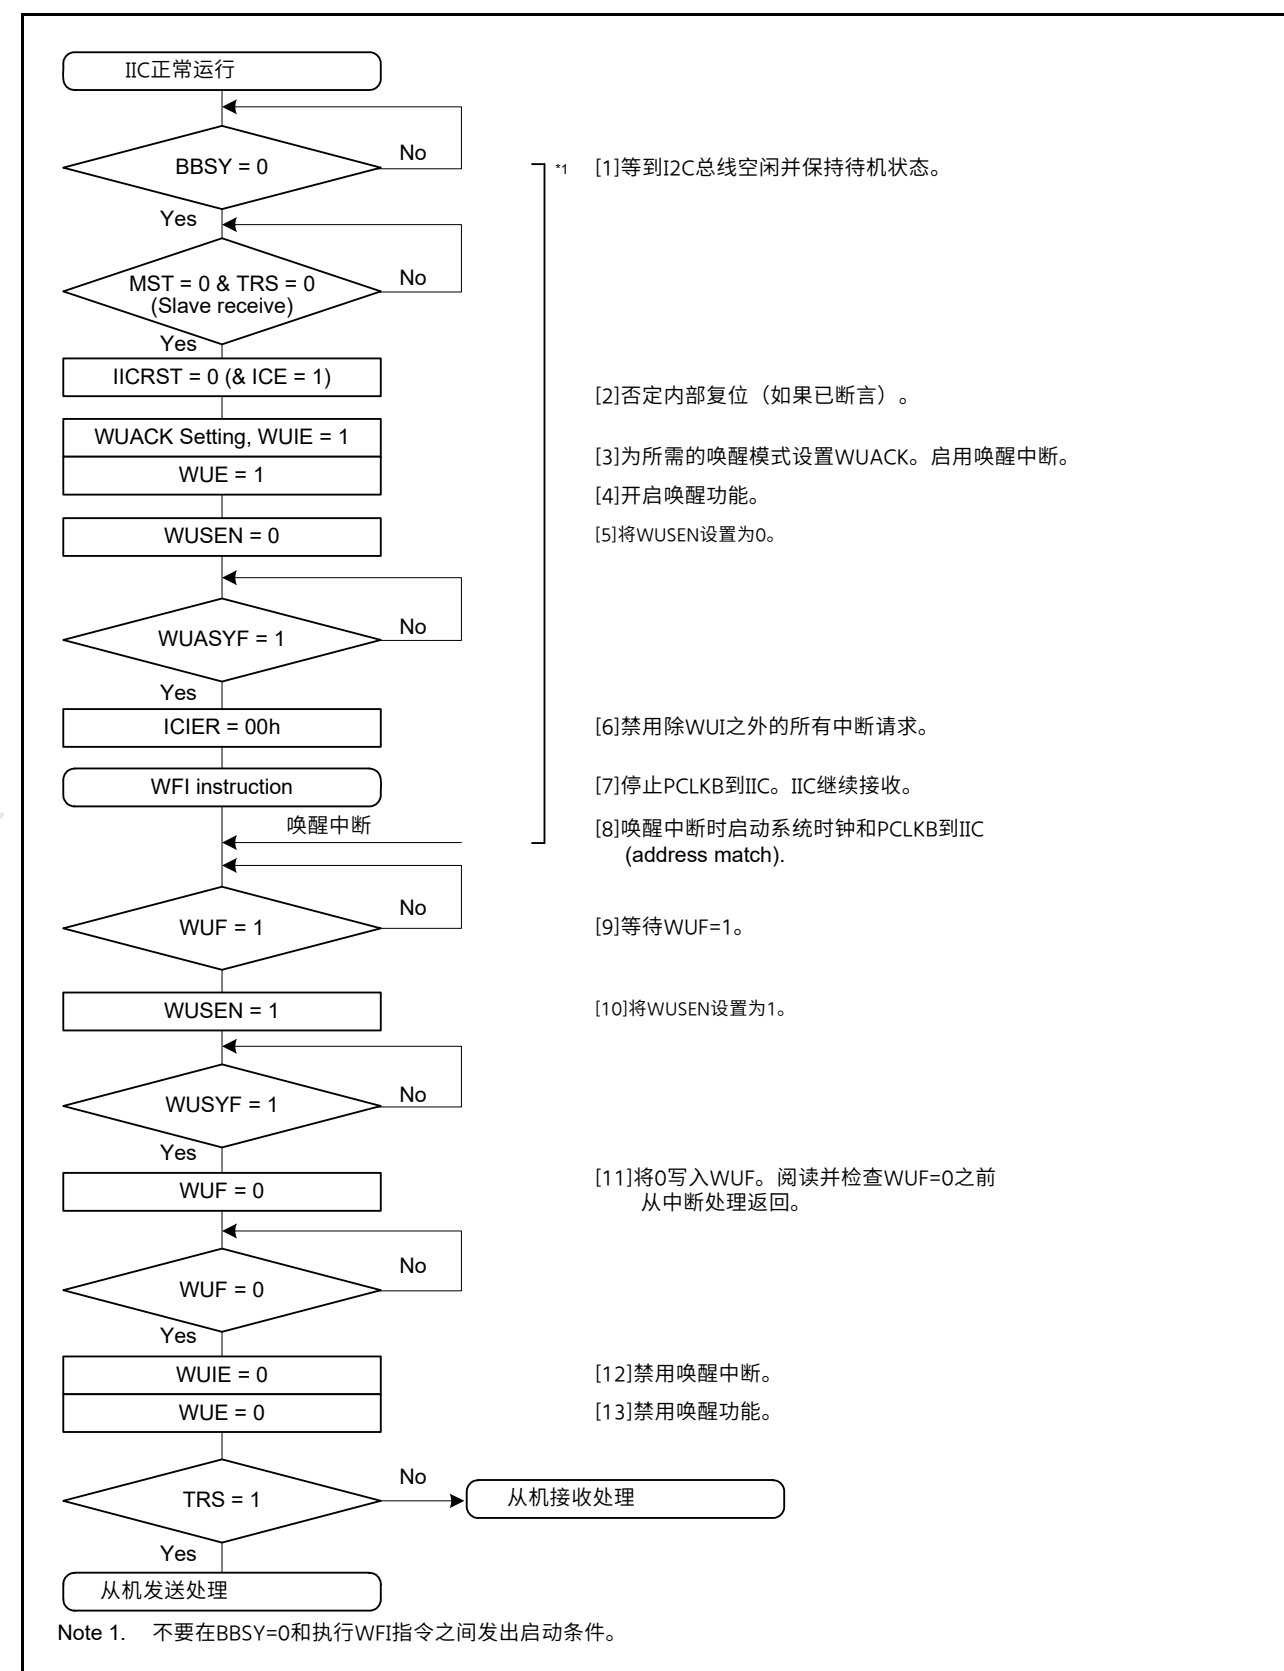 IIC正常运行
BBSY = 0
No
*1
[1]等到I2C总线空闲并保持待机状态。
Yes
MST = 0 & TRS = 0
(Slave receive)
No
Yes
IICRST = 0 (& ICE = 1)
[2]否定内部复位（如果已断言）。
WUACK Setting, WUIE = 1
[3]为所需的唤醒模式设置WUACK。启用唤醒中断。
WUE = 1
[4]开启唤醒功能。
WUSEN = 0
[5]将WUSEN设置为0。
WUASYF = 1
No
Yes
ICIER = 00h
[6]禁用除WUI之外的所有中断请求。
WFI instruction
[7]停止PCLKB到IIC。IIC继续接收。
唤醒中断
[8]唤醒中断时启动系统时钟和PCLKB到IIC
(address match).
WUF = 1
No
[9]等待WUF=1。
WUSEN = 1
[10]将WUSEN设置为1。
WUSYF = 1
No
Yes
WUF = 0
[11]将0写入WUF。阅读并检查WUF=0之前
从中断处理返回。
WUF = 0
No
Yes
WUIE = 0
[12]禁用唤醒中断。
WUE = 0
[13]禁用唤醒功能。
TRS = 1
No
从机接收处理
Yes
从机发送处理
Note 1. 不要在BBSY=0和执行WFI指令之间发出启动条件。